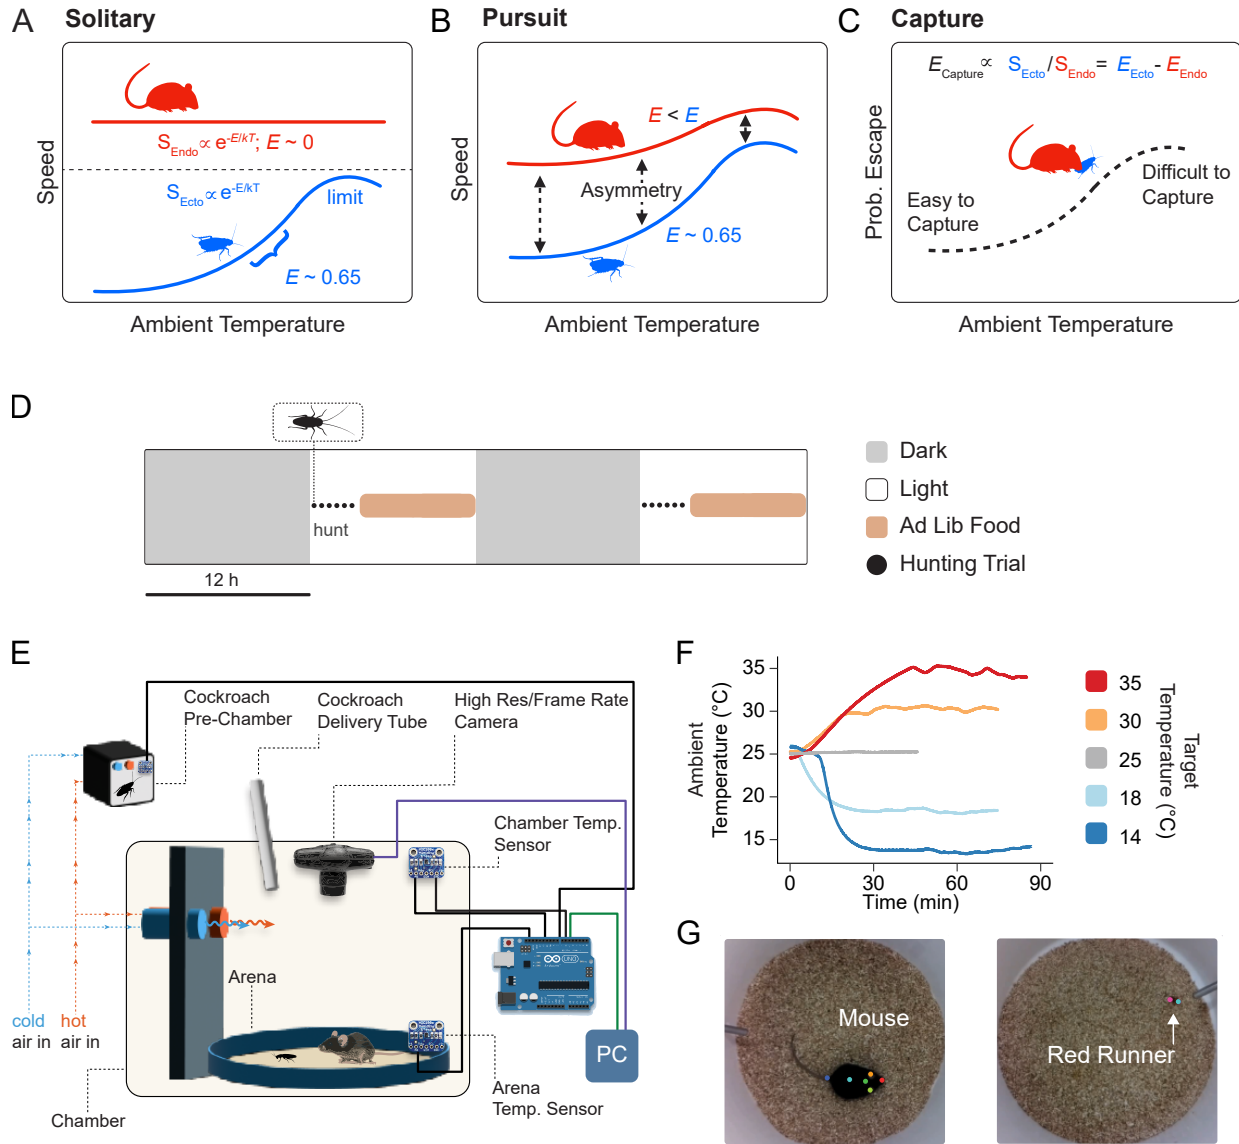 A Solitary
Speed
S_Endo ∝ e^-E/kT; E ~ 0
S_Ecto ∝ e^-E/kT
limit
E ~ 0.65
Ambient Temperature
B Pursuit
Speed
E < E
Asymmetry
E ~ 0.65
Ambient Temperature
C Capture
Prob. Escape
E_Capture ∝ S_Ecto/S_Endo = E_Ecto - E_Endo
Easy to
Capture
Difficult to
Capture
Ambient Temperature
D
hunt
12 h
Dark
Light
Ad Lib Food
Hunting Trial
E
Cockroach
Pre-Chamber
Cockroach
Delivery Tube
High Res/Frame Rate
Camera
Chamber Temp.
Sensor
Arena
cold
air in
hot
air in
UNO
PC
Chamber
Arena
Temp. Sensor
F
Ambient
Temperature (°C)
35
30
25
20
15
0
30
60
90
Time (min)
35
30
25
18
14
Target
Temperature (°C)
G
Mouse
Red Runner